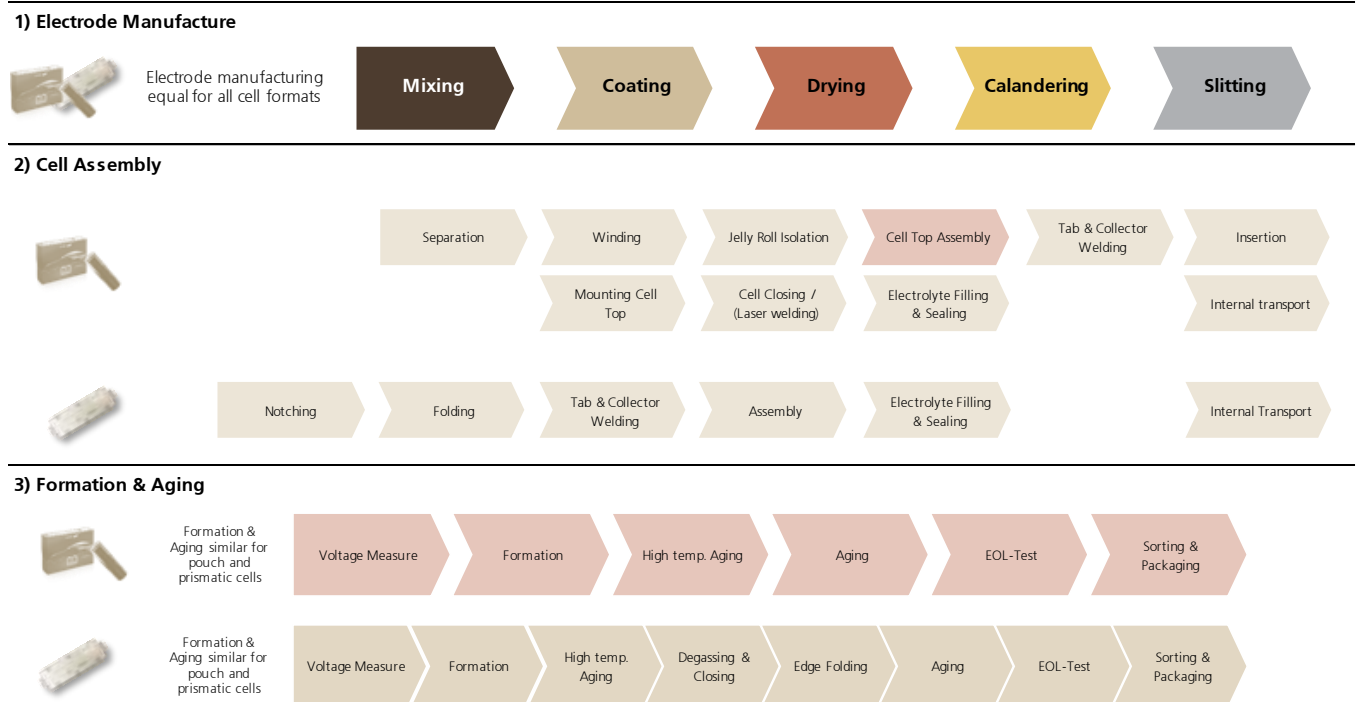 1) Electrode Manufacture
Electrode manufacturing
equal for all cell formats
Mixing
Coating
Drying
Calandering
Slitting
2) Cell Assembly
Separation
Winding
Jelly Roll Isolation
Cell Top Assembly
Tab & Collector
Welding
Insertion
Mounting Cell
Top
Cell Closing /
(Laser welding)
Electrolyte Filling
& Sealing
Internal transport
Notching
Folding
Tab & Collector
Welding
Assembly
Electrolyte Filling
& Sealing
Internal Transport
3) Formation & Aging
Formation &
Aging similar for
pouch and
prismatic cells
Voltage Measure
Formation
High temp. Aging
Aging
EOL-Test
Sorting &
Packaging
Formation &
Aging similar for
pouch and
prismatic cells
Voltage Measure
Formation
High temp.
Aging
Degassing &
Closing
Edge Folding
Aging
EOL-Test
Sorting &
Packaging